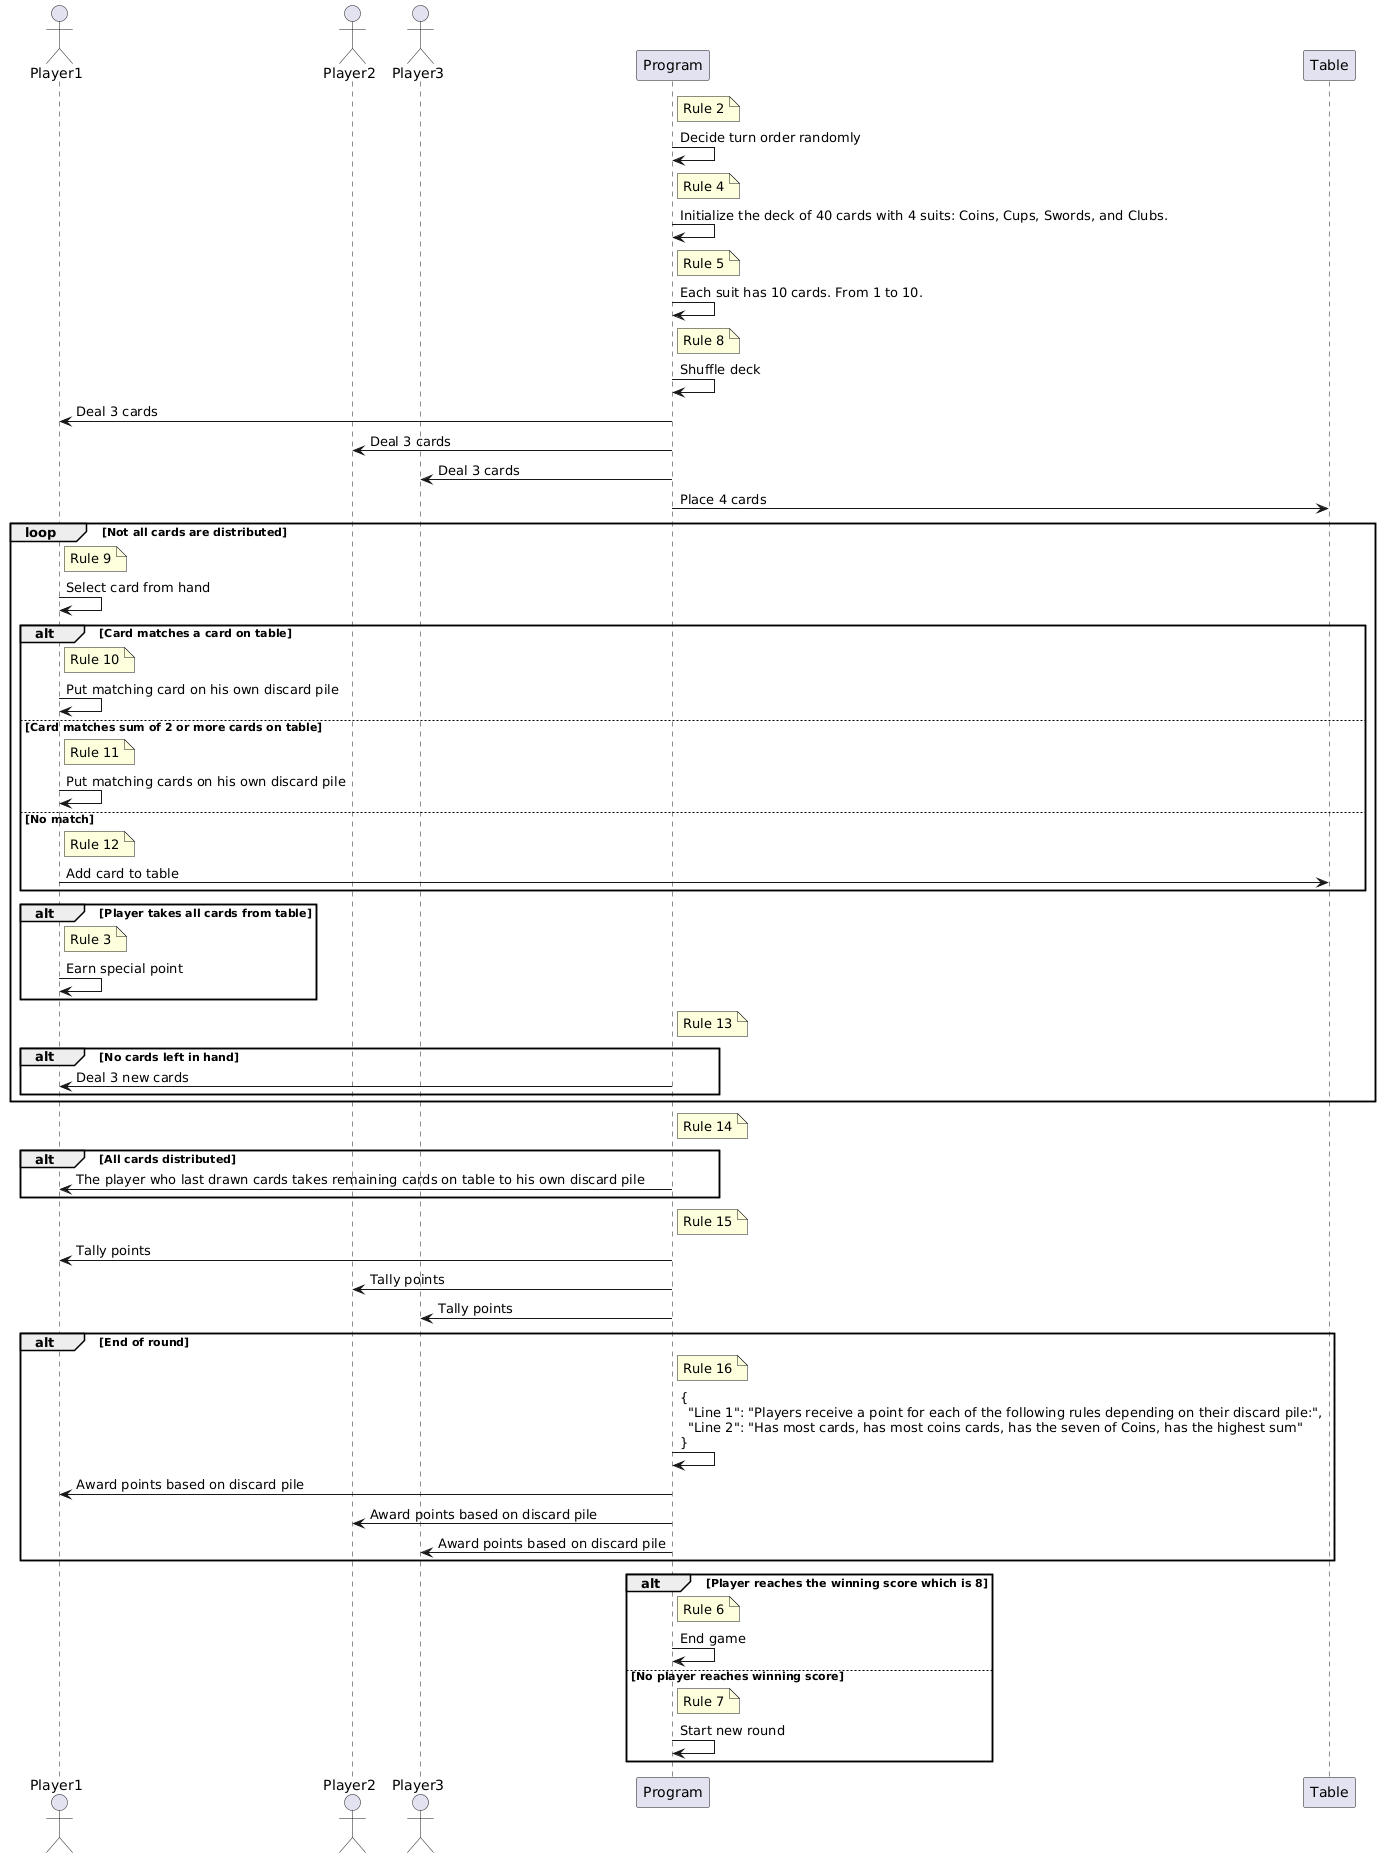 Player1
Player2
Player3
Program
Table
Rule 2
Decide turn order randomly
Rule 4
Initialize the deck of 40 cards with 4 suits: Coins, Cups, Swords, and Clubs.
Rule 5
Each suit has 10 cards. From 1 to 10.
Rule 8
Shuffle deck
Deal 3 cards
Deal 3 cards
Deal 3 cards
Place 4 cards
loop [Not all cards are distributed]
Rule 9
Select card from hand
alt [Card matches a card on table]
Rule 10
Put matching card on his own discard pile
[Card matches sum of 2 or more cards on table]
Rule 11
Put matching cards on his own discard pile
[No match]
Rule 12
Add card to table
alt [Player takes all cards from table]
Rule 3
Earn special point
Rule 13
alt [No cards left in hand]
Deal 3 new cards
Rule 14
alt [All cards distributed]
The player who last drawn cards takes remaining cards on table to his own discard pile
Rule 15
Tally points
Tally points
Tally points
alt [End of round]
Rule 16
{
"Line 1": "Players receive a point for each of the following rules depending on their discard pile:",
"Line 2": "Has most cards, has most coins cards, has the seven of Coins, has the highest sum"
}
Award points based on discard pile
Award points based on discard pile
Award points based on discard pile
alt [Player reaches the winning score which is 8]
Rule 6
End game
[No player reaches winning score]
Rule 7
Start new round
Player1
Player2
Player3
Program
Table